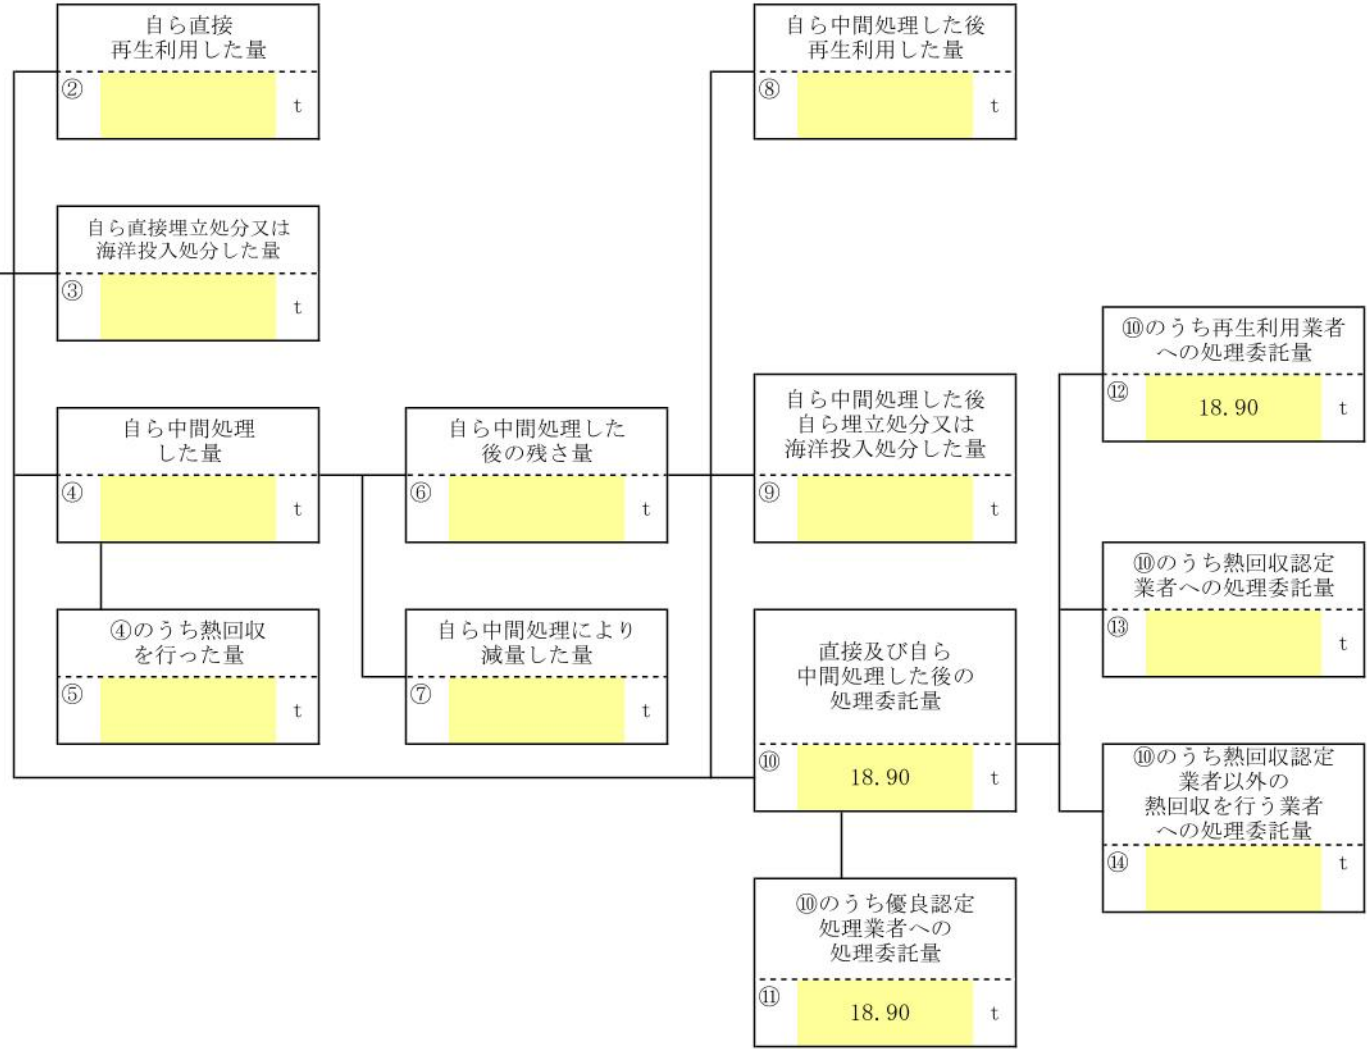 自ら直接
再生利用した量
②
t
自ら中間処理した後
再生利用した量
⑧
t
自ら直接埋立処分又は
海洋投入処分した量
③
t
⑩のうち再生利用業者
への処理委託量
⑫
18.90
t
自ら中間処理
した量
④
t
自ら中間処理した
後の残さ量
⑥
t
自ら中間処理した後
自ら埋立処分又は
海洋投入処分した量
⑨
t
⑩のうち熱回収認定
業者への処理委託量
⑬
t
④のうち熱回収
を行った量
⑤
t
自ら中間処理により
減量した量
⑦
t
直接及び自ら
中間処理した後の
処理委託量
⑩
18.90
t
⑩のうち熱回収認定
業者以外の
熱回収を行う業者
への処理委託量
⑭
t
⑩のうち優良認定
処理業者への
処理委託量
⑪
18.90
t